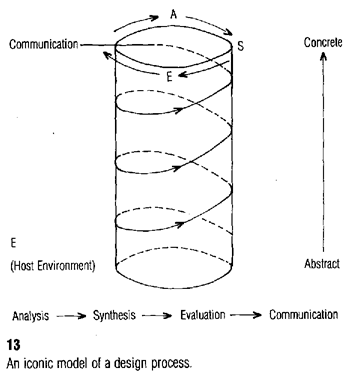 A
Communication
S
Concrete
E
E
(Host Environment)
Abstract
Analysis → Synthesis → Evaluation → Communication
13
An iconic model of a design process.